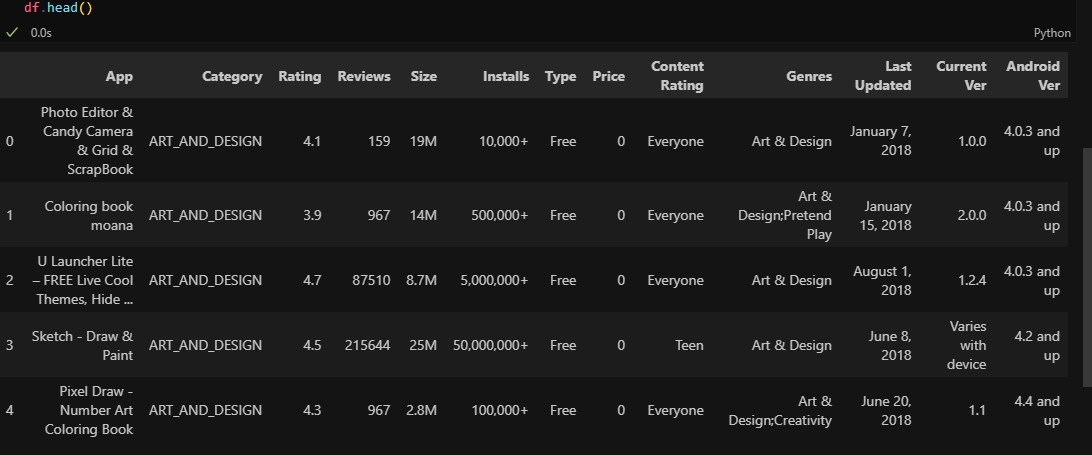 df.head()
0.0s Python
App Category Rating Reviews Size Installs Type Price Content Rating Genres Last Updated Current Ver Android Ver
0 Photo Editor & Candy Camera & Grid & ScrapBook ART_AND_DESIGN 4.1 159 19M 10,000+ Free 0 Everyone Art & Design January 7, 2018 1.0.0 4.0.3 and up
1 Coloring book moana ART_AND_DESIGN 3.9 967 14M 500,000+ Free 0 Everyone Art & Design;Pretend Play January 15, 2018 2.0.0 4.0.3 and up
2 U Launcher Lite – FREE Live Cool Themes, Hide ... ART_AND_DESIGN 4.7 87510 8.7M 5,000,000+ Free 0 Everyone Art & Design August 1, 2018 1.2.4 4.0.3 and up
3 Sketch - Draw & Paint ART_AND_DESIGN 4.5 215644 25M 50,000,000+ Free 0 Teen Art & Design June 8, 2018 Varies with device 4.2 and up
4 Pixel Draw - Number Art Coloring Book ART_AND_DESIGN 4.3 967 2.8M 100,000+ Free 0 Everyone Art & Design;Creativity June 20, 2018 1.1 4.4 and up